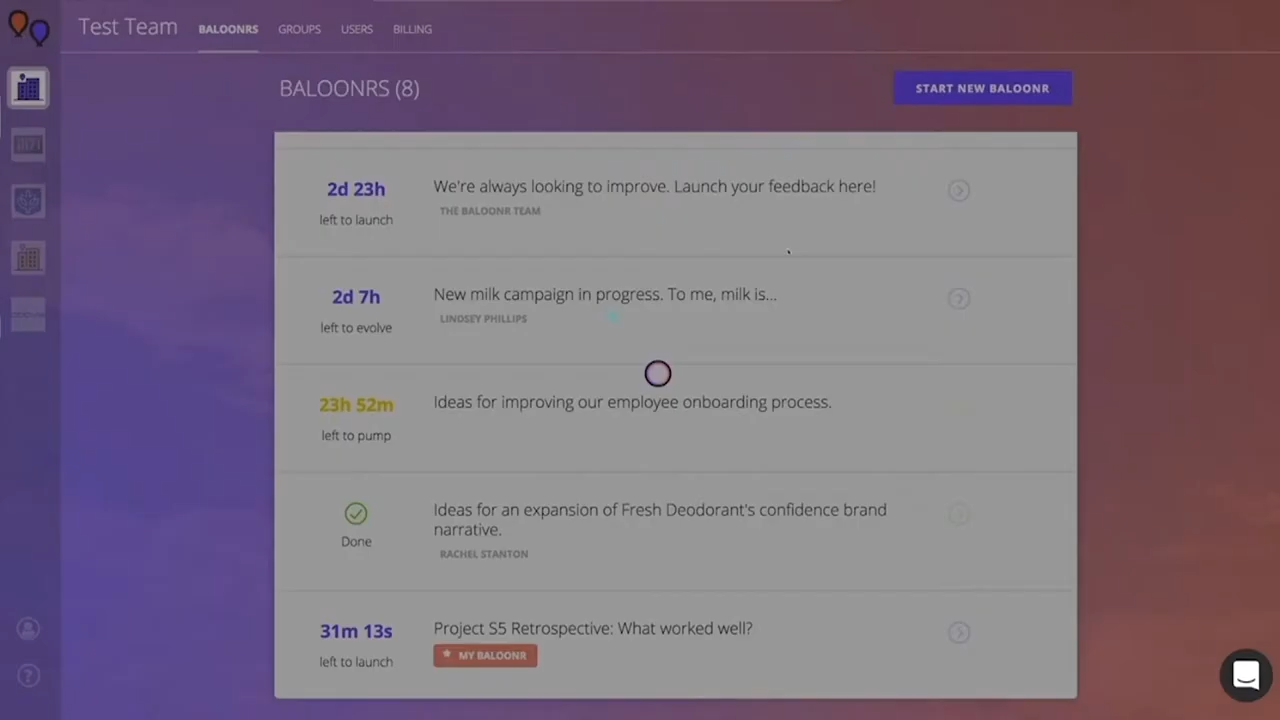 Test Team BALOONRS GROUPS USERS BILLING
BALOONRS (8)
START NEW BALOONR
2d 23h
left to launch
We're always looking to improve. Launch your feedback here!
THE BALOONR TEAM
2d 7h
left to evolve
New milk campaign in progress. To me, milk is...
LINDSEY PHILLIPS
23h 52m
left to pump
Ideas for improving our employee onboarding process.
Done
Ideas for an expansion of Fresh Deodorant's confidence brand
narrative.
RACHEL STANTON
31m 13s
left to launch
Project S5 Retrospective: What worked well?
MY BALOONR
?